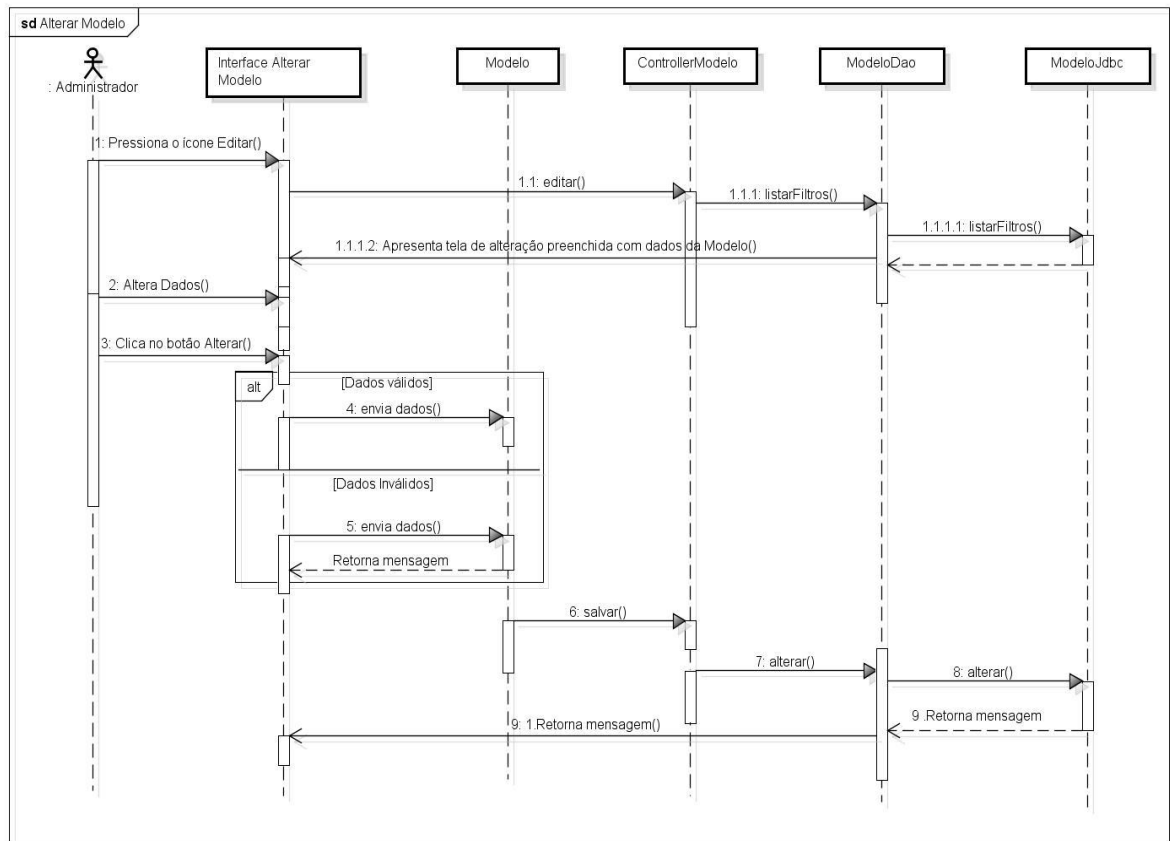 sd Alterar Modelo
: Administrador
Interface Alterar
Modelo
Modelo
ControllerModelo
ModeloDao
ModeloJdbc
1: Pressiona o ícone Editar()
1.1: editar()
1.1.1: listarFiltros()
1.1.1.1: listarFiltros()
1.1.1.2: Apresenta tela de alteração preenchida com dados da Modelo()
2: Altera Dados()
3: Clica no botão Alterar()
alt
[Dados válidos]
4: envia dados()
[Dados Inválidos]
5: envia dados()
Retorna mensagem
6: salvar()
7: alterar()
8: alterar()
9 .Retorna mensagem
9: 1.Retorna mensagem()